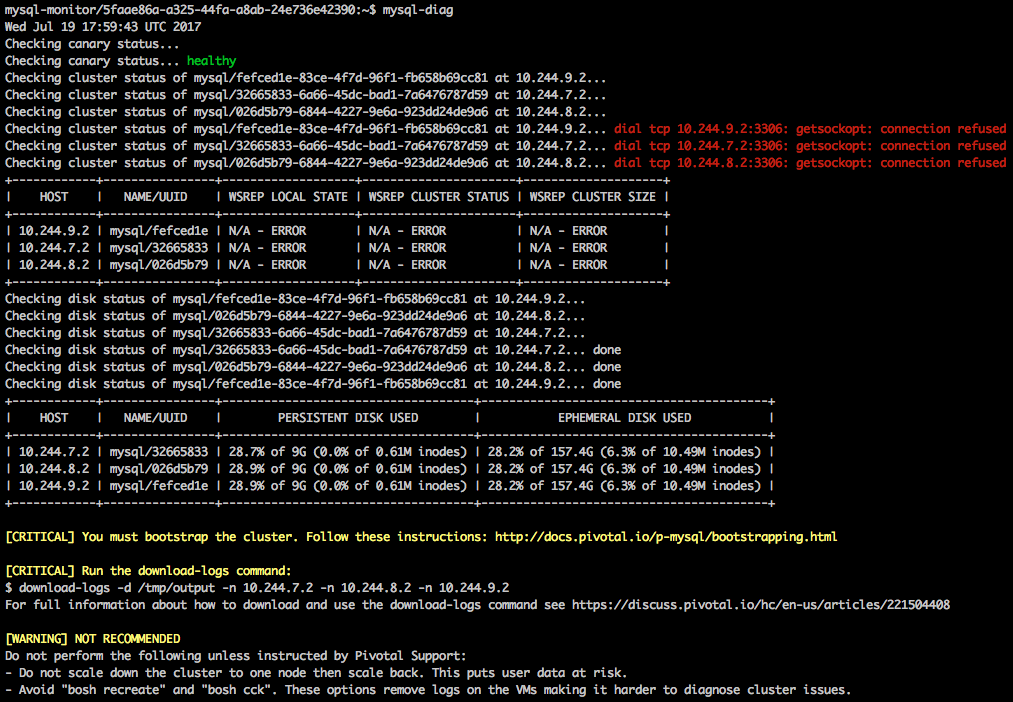 mysql-monitor/5faae86a-a325-44fa-a8ab-24e736e42390:~$ mysql-diag
Wed Jul 19 17:59:43 UTC 2017
Checking canary status...
Checking canary status... healthy
Checking cluster status of mysql/fefced1e-83ce-4f7d-96f1-fb658b69cc81 at 10.244.9.2...
Checking cluster status of mysql/32665833-6a66-45dc-bad1-7a6476787d59 at 10.244.7.2...
Checking cluster status of mysql/026d5b79-6844-4227-9e6a-923dd24de9a6 at 10.244.8.2...
Checking cluster status of mysql/fefced1e-83ce-4f7d-96f1-fb658b69cc81 at 10.244.9.2... dial tcp 10.244.9.2:3306: getsockopt: connection refused
Checking cluster status of mysql/32665833-6a66-45dc-bad1-7a6476787d59 at 10.244.7.2... dial tcp 10.244.7.2:3306: getsockopt: connection refused
Checking cluster status of mysql/026d5b79-6844-4227-9e6a-923dd24de9a6 at 10.244.8.2... dial tcp 10.244.8.2:3306: getsockopt: connection refused
+------------+----------------+-------------------+----------------------+--------------------+
|    HOST    |   NAME/UUID    | WSREP LOCAL STATE | WSREP CLUSTER STATUS | WSREP CLUSTER SIZE |
+------------+----------------+-------------------+----------------------+--------------------+
| 10.244.9.2 | mysql/fefced1e | N/A - ERROR       | N/A - ERROR          | N/A - ERROR        |
| 10.244.7.2 | mysql/32665833 | N/A - ERROR       | N/A - ERROR          | N/A - ERROR        |
| 10.244.8.2 | mysql/026d5b79 | N/A - ERROR       | N/A - ERROR          | N/A - ERROR        |
+------------+----------------+-------------------+----------------------+--------------------+
Checking disk status of mysql/fefced1e-83ce-4f7d-96f1-fb658b69cc81 at 10.244.9.2...
Checking disk status of mysql/026d5b79-6844-4227-9e6a-923dd24de9a6 at 10.244.8.2...
Checking disk status of mysql/32665833-6a66-45dc-bad1-7a6476787d59 at 10.244.7.2...
Checking disk status of mysql/32665833-6a66-45dc-bad1-7a6476787d59 at 10.244.7.2... done
Checking disk status of mysql/026d5b79-6844-4227-9e6a-923dd24de9a6 at 10.244.8.2... done
Checking disk status of mysql/fefced1e-83ce-4f7d-96f1-fb658b69cc81 at 10.244.9.2... done
+------------+----------------+------------------------------------+-----------------------------------------+
|    HOST    |   NAME/UUID    |        PERSISTENT DISK USED        |           EPHEMERAL DISK USED           |
+------------+----------------+------------------------------------+-----------------------------------------+
| 10.244.7.2 | mysql/32665833 | 28.7% of 9G (0.0% of 0.61M inodes) | 28.2% of 157.4G (6.3% of 10.49M inodes) |
| 10.244.8.2 | mysql/026d5b79 | 28.9% of 9G (0.0% of 0.61M inodes) | 28.2% of 157.4G (6.3% of 10.49M inodes) |
| 10.244.9.2 | mysql/fefced1e | 28.9% of 9G (0.0% of 0.61M inodes) | 28.2% of 157.4G (6.3% of 10.49M inodes) |
+------------+----------------+------------------------------------+-----------------------------------------+
[CRITICAL] You must bootstrap the cluster. Follow these instructions: http://docs.pivotal.io/p-mysql/bootstrapping.html
[CRITICAL] Run the download-logs command:
$ download-logs -d /tmp/output -n 10.244.7.2 -n 10.244.8.2 -n 10.244.9.2
For full information about how to download and use the download-logs command see https://discuss.pivotal.io/hc/en-us/articles/221504408
[WARNING] NOT RECOMMENDED
Do not perform the following unless instructed by Pivotal Support:
- Do not scale down the cluster to one node then scale back. This puts user data at risk.
- Avoid "bosh recreate" and "bosh cck". These options remove logs on the VMs making it harder to diagnose cluster issues.